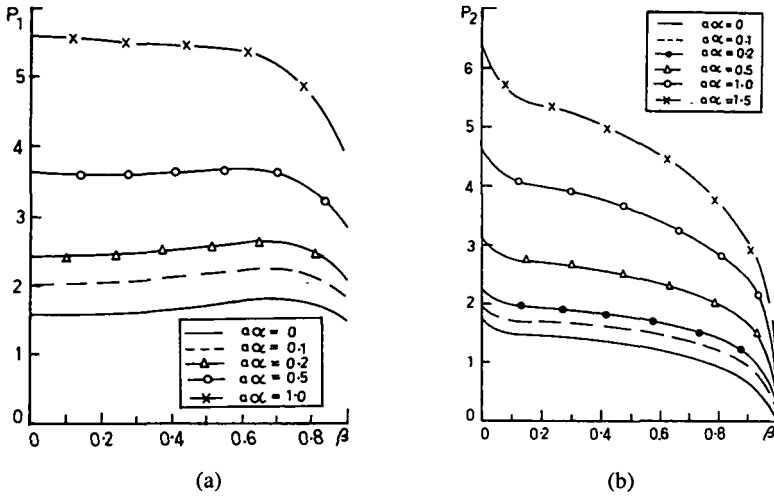 P1
5
4
3
2
1
0
0 0·2 0·4 0·6 0·8 β
aα = 0
aα = 0.1
aα = 0.2
aα = 0.5
aα = 1.0
(a)
P2
6
5
4
3
2
1
0
0 0·2 0·4 0·6 0·8 β
aα = 0
aα = 0.1
aα = 0.2
aα = 0.5
aα = 1.0
aα = 1.5
(b)